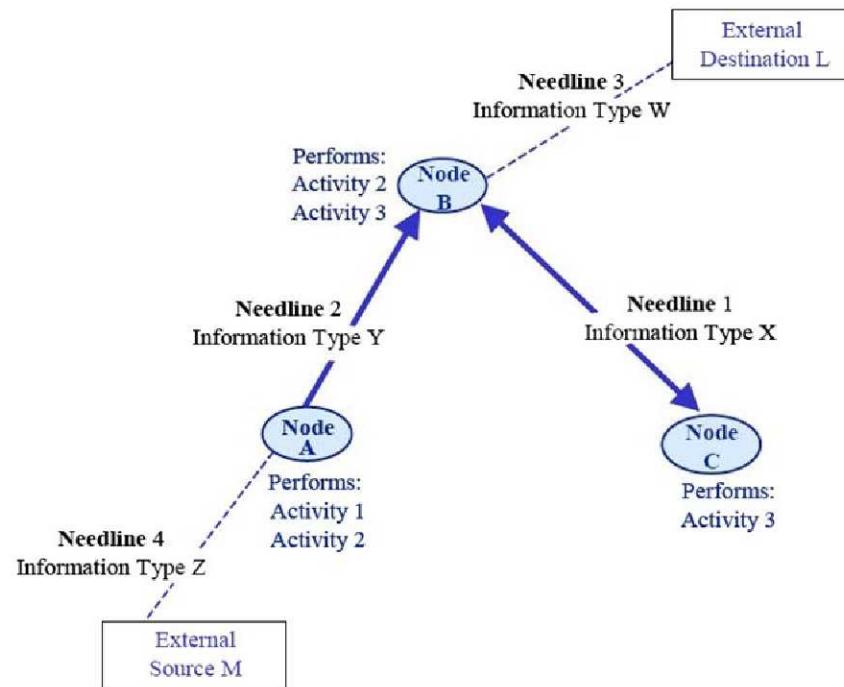 External
Destination L
Needline 3
Information Type W
Performs:
Activity 2
Activity 3
Node
B
Needline 2
Information Type Y
Needline 1
Information Type X
Node
A
Performs:
Activity 1
Activity 2
Node
C
Performs:
Activity 3
Needline 4
Information Type Z
External
Source M